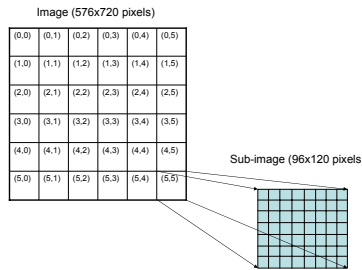 Image (576x720 pixels)
(0,0) (0,1) (0,2) (0,3) (0,4) (0,5)
(1,0) (1,1) (1,2) (1,3) (1,4) (1,5)
(2,0) (2,1) (2,2) (2,3) (2,4) (2,5)
(3,0) (3,1) (3,2) (3,3) (3,4) (3,5)
(4,0) (4,1) (4,2) (4,3) (4,4) (4,5)
Sub-image (96x120 pixels
(5,0) (5,1) (5,2) (5,3) (5,4) (5,5)